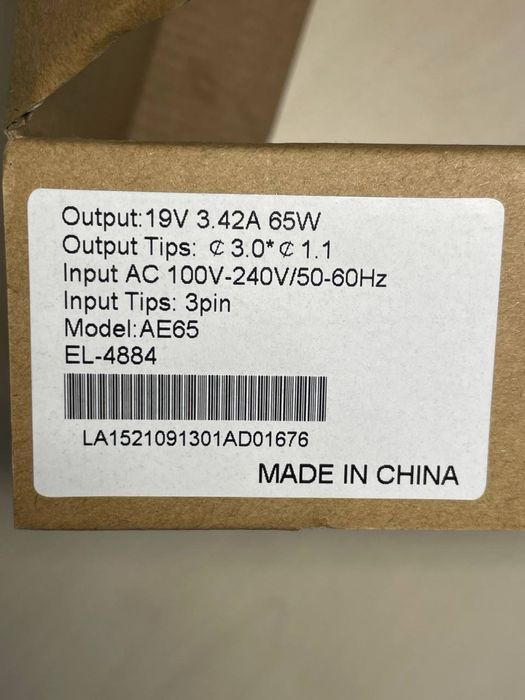 Output:19V 3.42A 65W
Output Tips: ¢ 3.0*¢ 1.1
Input AC 100V-240V/50-60Hz
Input Tips: 3pin
Model:AE65
EL-4884
LA1521091301AD01676
MADE IN CHINA